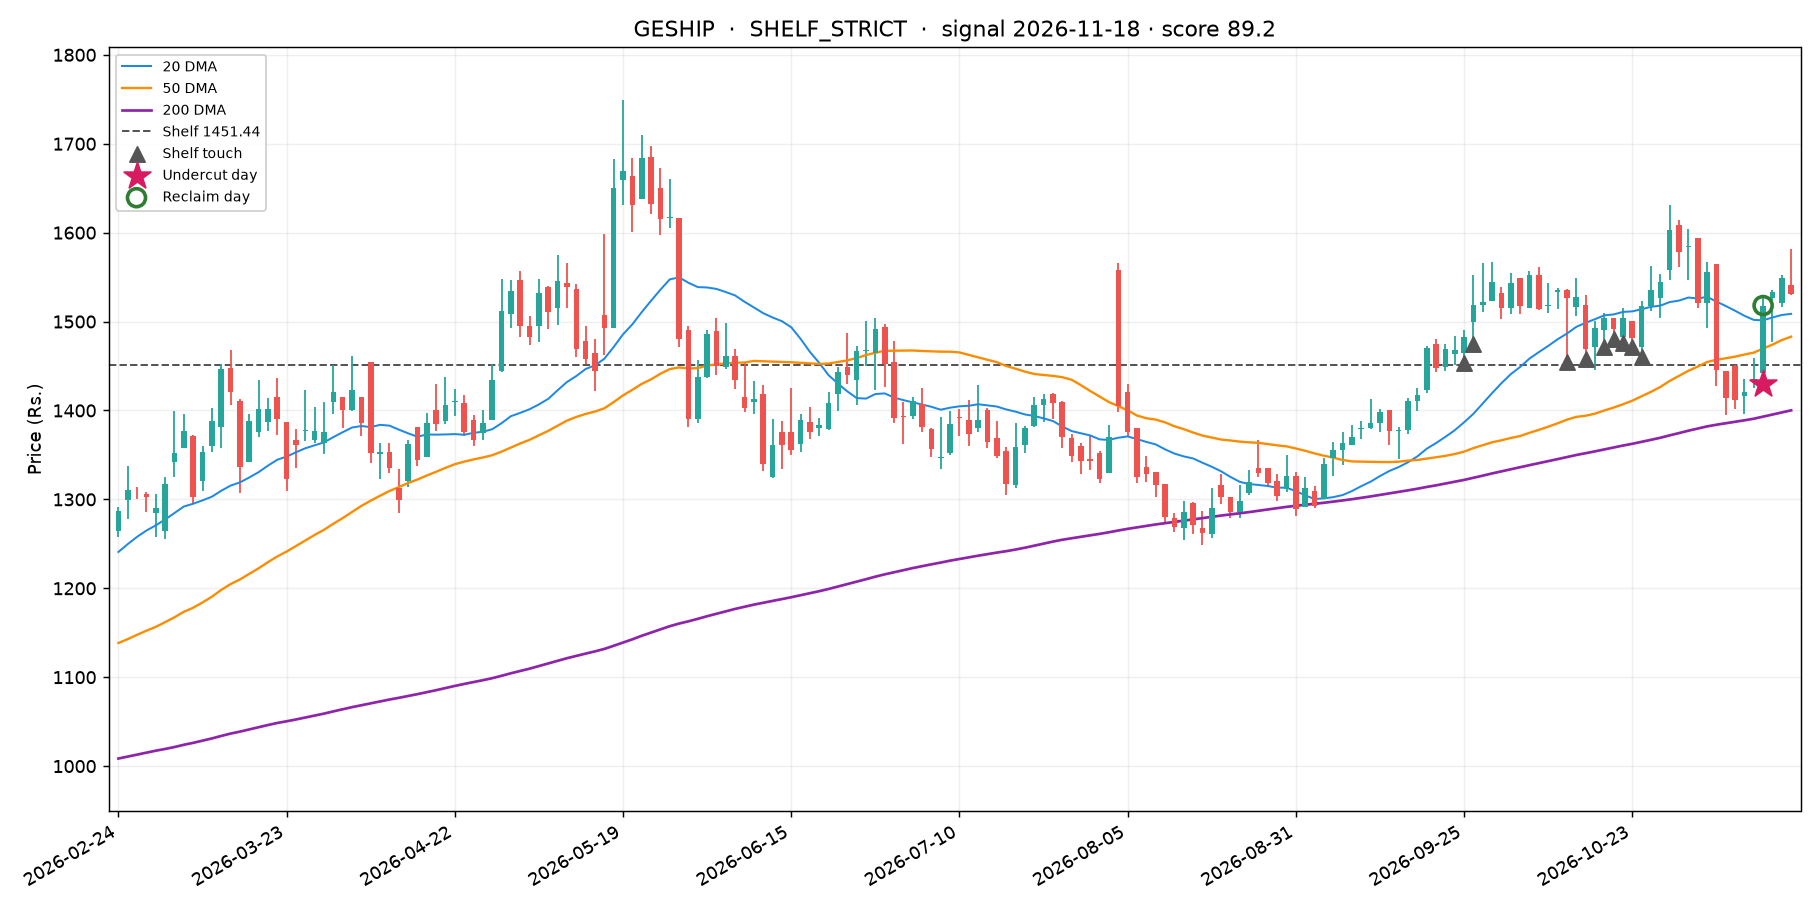 GESHIP · SHELF_STRICT · signal 2026-11-18 · score 89.2
20 DMA
50 DMA
200 DMA
Shelf 1451.44
Shelf touch
Undercut day
Reclaim day
Price (Rs.)
1800
1700
1600
1500
1400
1300
1200
1100
1000
2026-02-24
2026-03-23
2026-04-22
2026-05-19
2026-06-15
2026-07-10
2026-08-05
2026-08-31
2026-09-25
2026-10-23